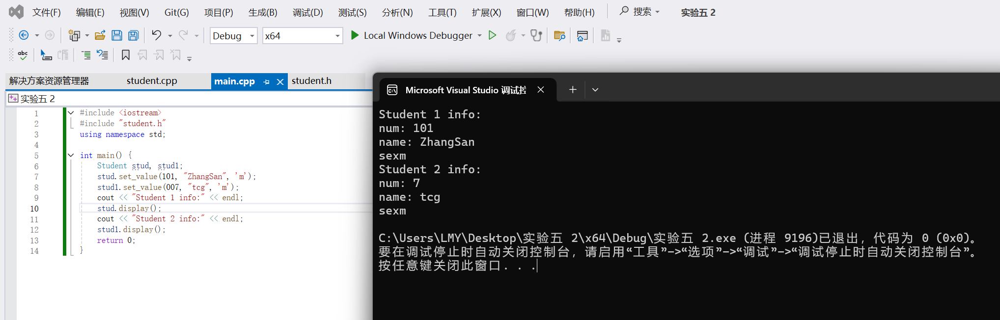 文件(F) 编辑(E) 视图(V) Git(G) 项目(P) 生成(B) 调试(D) 测试(S) 分析(N) 工具(T) 扩展(X) 窗口(W) 帮助(H) 搜索 实验五 2
Debug x64 Local Windows Debugger
abc
解决方案资源管理器 student.cpp main.cpp student.h
实验五 2
1 #include <iostream>
2 #include "student.h"
3 using namespace std;
4
5 int main() {
6 Student stud, stud1;
7 stud.set_value(101, "ZhangSan", 'm');
8 stud1.set_value(007, "tcg", 'm');
9 cout << "Student 1 info:" << endl;
10 stud.display();
11 cout << "Student 2 info:" << endl;
12 stud1.display();
13 return 0;
14 }
C:\ Microsoft Visual Studio 调试控
Student 1 info:
num: 101
name: ZhangSan
sexm
Student 2 info:
num: 7
name: tcg
sexm
C:\Users\LMY\Desktop\实验五 2\x64\Debug\实验五 2.exe (进程 9196)已退出，代码为 0 (0x0)。
要在调试停止时自动关闭控制台，请启用“工具”->“选项”->“调试”->“调试停止时自动关闭控制台”。
按任意键关闭此窗口. . .